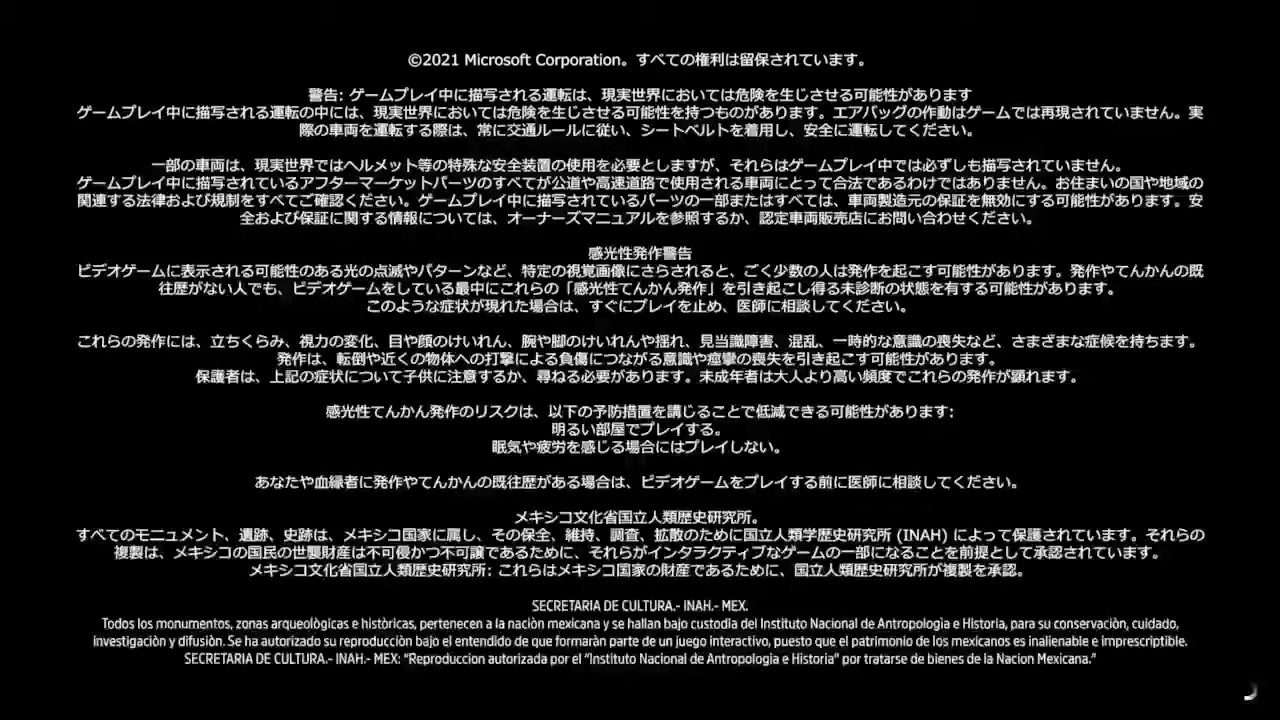 ©2021 Microsoft Corporation。すべての権利は留保されています。
警告: ゲームプレイ中に描写される運転は、現実世界においては危険を生じさせる可能性があります
ゲームプレイ中に描写される運転の中には、現実世界においては危険を生じさせる可能性を持つものがあります。エアバッグの作動はゲームでは再現されていません。実
際の車両を運転する際は、常に交通ルールに従い、シートベルトを着用し、安全に運転してください。
一部の車両は、現実世界ではヘルメット等の特殊な安全装置の使用を必要としますが、それらはゲームプレイ中では必ずしも描写されていません。
ゲームプレイ中に描写されているアフターマーケットパーツのすべてが公道や高速道路で使用される車両にとって合法であるわけではありません。お住まいの国や地域の
関連する法律および規制をすべてご確認ください。ゲームプレイ中に描写されているパーツの一部またはすべては、車両製造元の保証を無効にする可能性があります。安
全および保証に関する情報については、オーナーズマニュアルを参照するか、認定車両販売店にお問い合わせください。
感光性発作警告
ビデオゲームに表示される可能性のある光の点滅やパターンなど、特定の視覚画像にさらされると、ごく少数の人は発作を起こす可能性があります。発作やてんかんの既
往歴がない人でも、ビデオゲームをしている最中にこれらの「感光性てんかん発作」を引き起こし得る未診断の状態を有する可能性があります。
このような症状が現れた場合は、すぐにプレイを止め、医師に相談してください。
これらの発作には、立ちくらみ、視力の変化、目や顔のけいれん、腕や脚のけいれんや揺れ、見当識障害、混乱、一時的な意識の喪失など、さまざまな症候を持ちます。
発作は、転倒や近くの物体への打撃による負傷につながる意識や痙攣の喪失を引き起こす可能性があります。
保護者は、上記の症状について子供に注意するか、尋ねる必要があります。未成年者は大人より高い頻度でこれらの発作が顕れます。
感光性てんかん発作のリスクは、以下の予防措置を講じることで低減できる可能性があります:
明るい部屋でプレイする。
眠気や疲労を感じる場合にはプレイしない。
あなたや血縁者に発作やてんかんの既往歴がある場合は、ビデオゲームをプレイする前に医師に相談してください。
メキシコ文化省国立人類歴史研究所。
すべてのモニュメント、遺跡、史跡は、メキシコ国家に属し、その保全、維持、調査、拡散のために国立人類学歴史研究所 (INAH) によって保護されています。それらの
複製は、メキシコの国民の世襲財産は不可侵かつ不可譲であるために、それらがインタラクティブなゲームの一部になることを前提として承認されています。
メキシコ文化省国立人類歴史研究所: これらはメキシコ国家の財産であるために、国立人類歴史研究所が複製を承認。
SECRETARIA DE CULTURA.- INAH.- MEX.
Todos los monumentos, zonas arqueològicas e històricas, pertenecen a la naciòn mexicana y se hallan bajo custodia del Instituto Nacional de Antropologia e Historia, para su conservaciòn, cuidado,
investigaciòn y difusiòn. Se ha autorizado su reproducciòn bajo el entendido de que formaràn parte de un juego interactivo, puesto que el patrimonio de los mexicanos es inalienable e imprescriptible.
SECRETARIA DE CULTURA.- INAH.- MEX: “Reproduccion autorizada por el “Instituto Nacional de Antropologia e Historia” por tratarse de bienes de la Nacion Mexicana.”